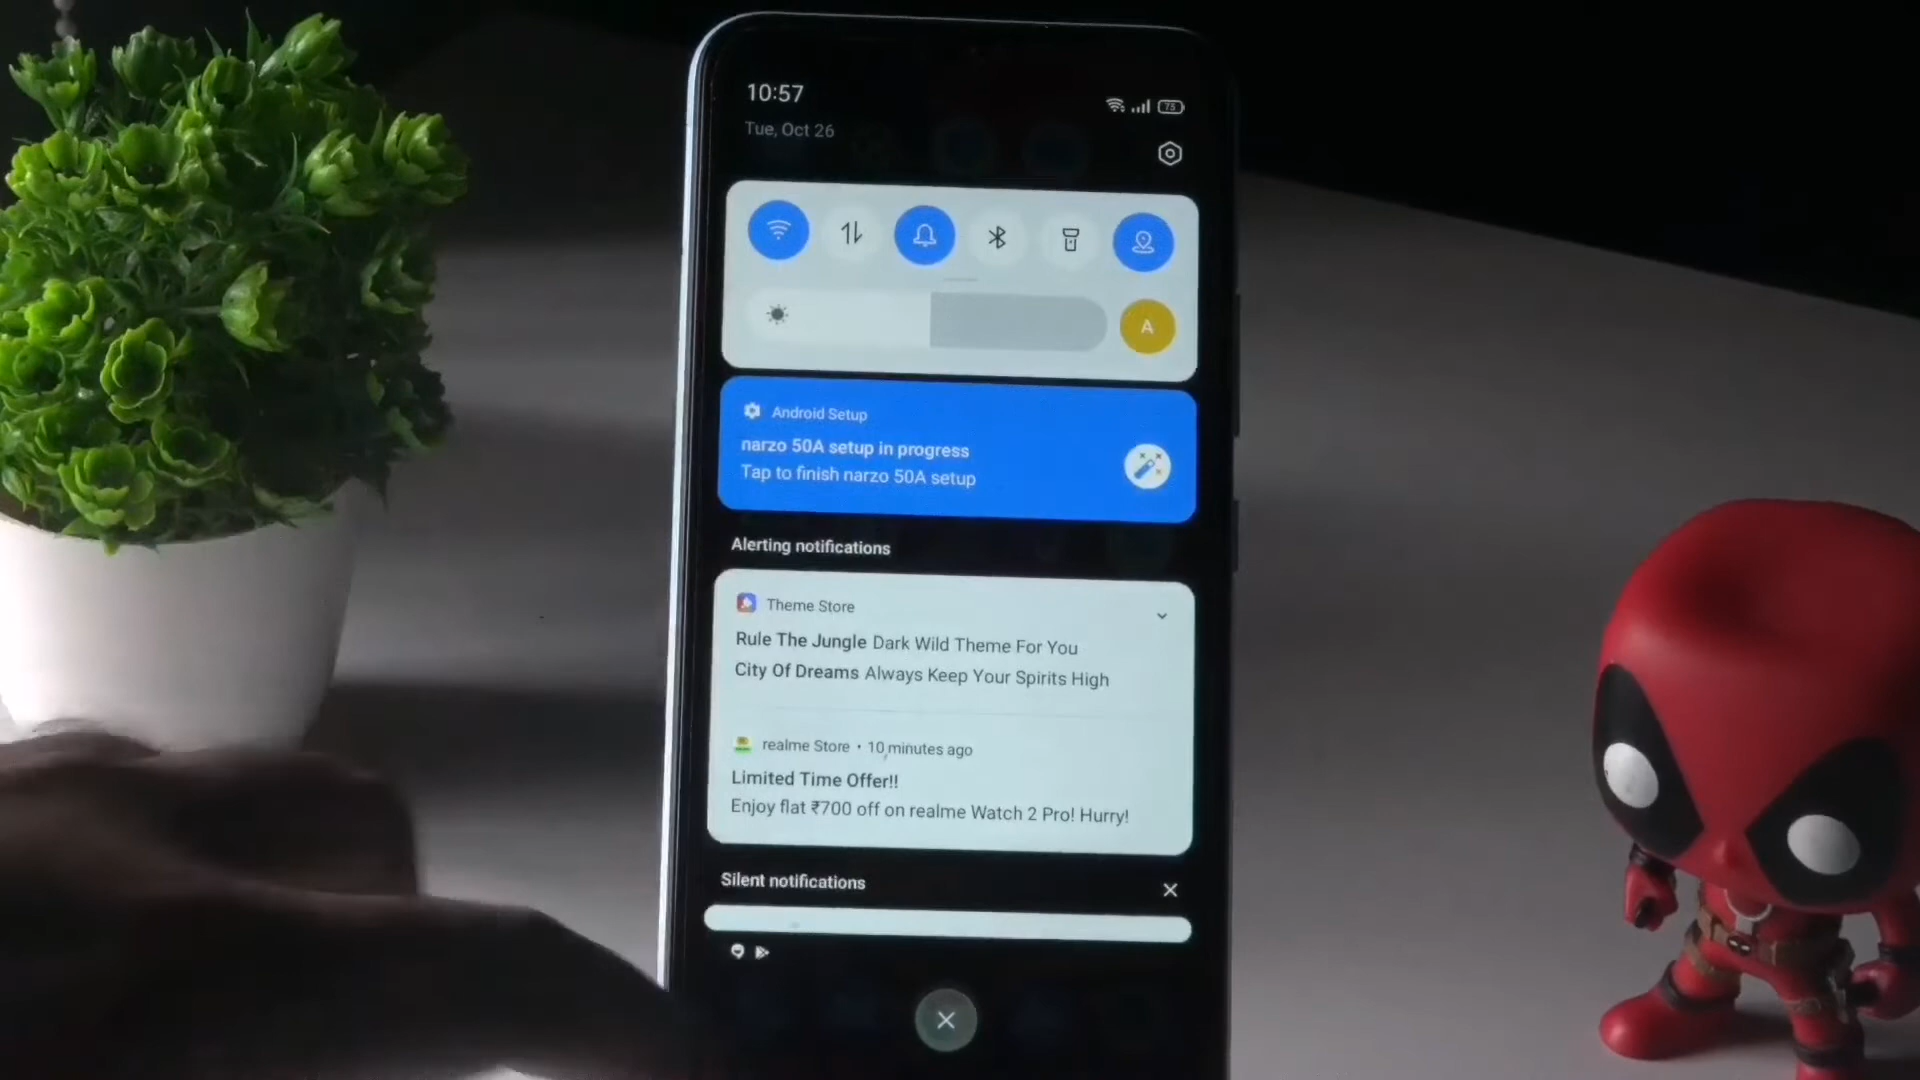 10:57
75
Tue, Oct 26
A
Android Setup
narzo 50A setup in progress
Tap to finish narzo 50A setup
Alerting notifications
Theme Store
Rule The Jungle Dark Wild Theme For You
City Of Dreams Always Keep Your Spirits High
realme Store • 10 minutes ago
Limited Time Offer!!
Enjoy flat ₹700 off on realme Watch 2 Pro! Hurry!
Silent notifications